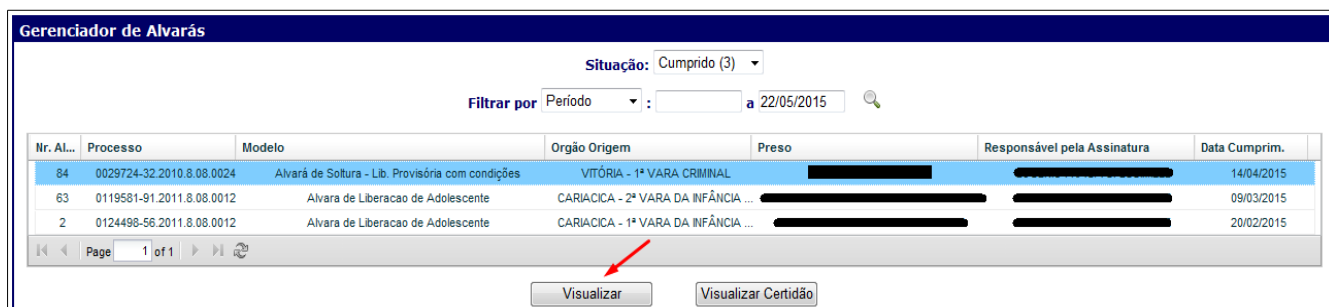 Gerenciador de Alvarás
Situação: Cumprido (3)
Filtrar por Período : a 22/05/2015
Nr. Al... Processo Modelo Orgão Origem Preso Responsável pela Assinatura Data Cumprim.
84 0029724-32.2010.8.08.0024 Alvará de Soltura - Lib. Provisória com condições VITÓRIA - 1ª VARA CRIMINAL 14/04/2015
63 0119581-91.2011.8.08.0012 Alvara de Liberacao de Adolescente CARIACICA - 2ª VARA DA INFÂNCIA ... 09/03/2015
2 0124498-56.2011.8.08.0012 Alvara de Liberacao de Adolescente CARIACICA - 1ª VARA DA INFÂNCIA ... 20/02/2015
Page 1 of 1
Visualizar Visualizar Certidão